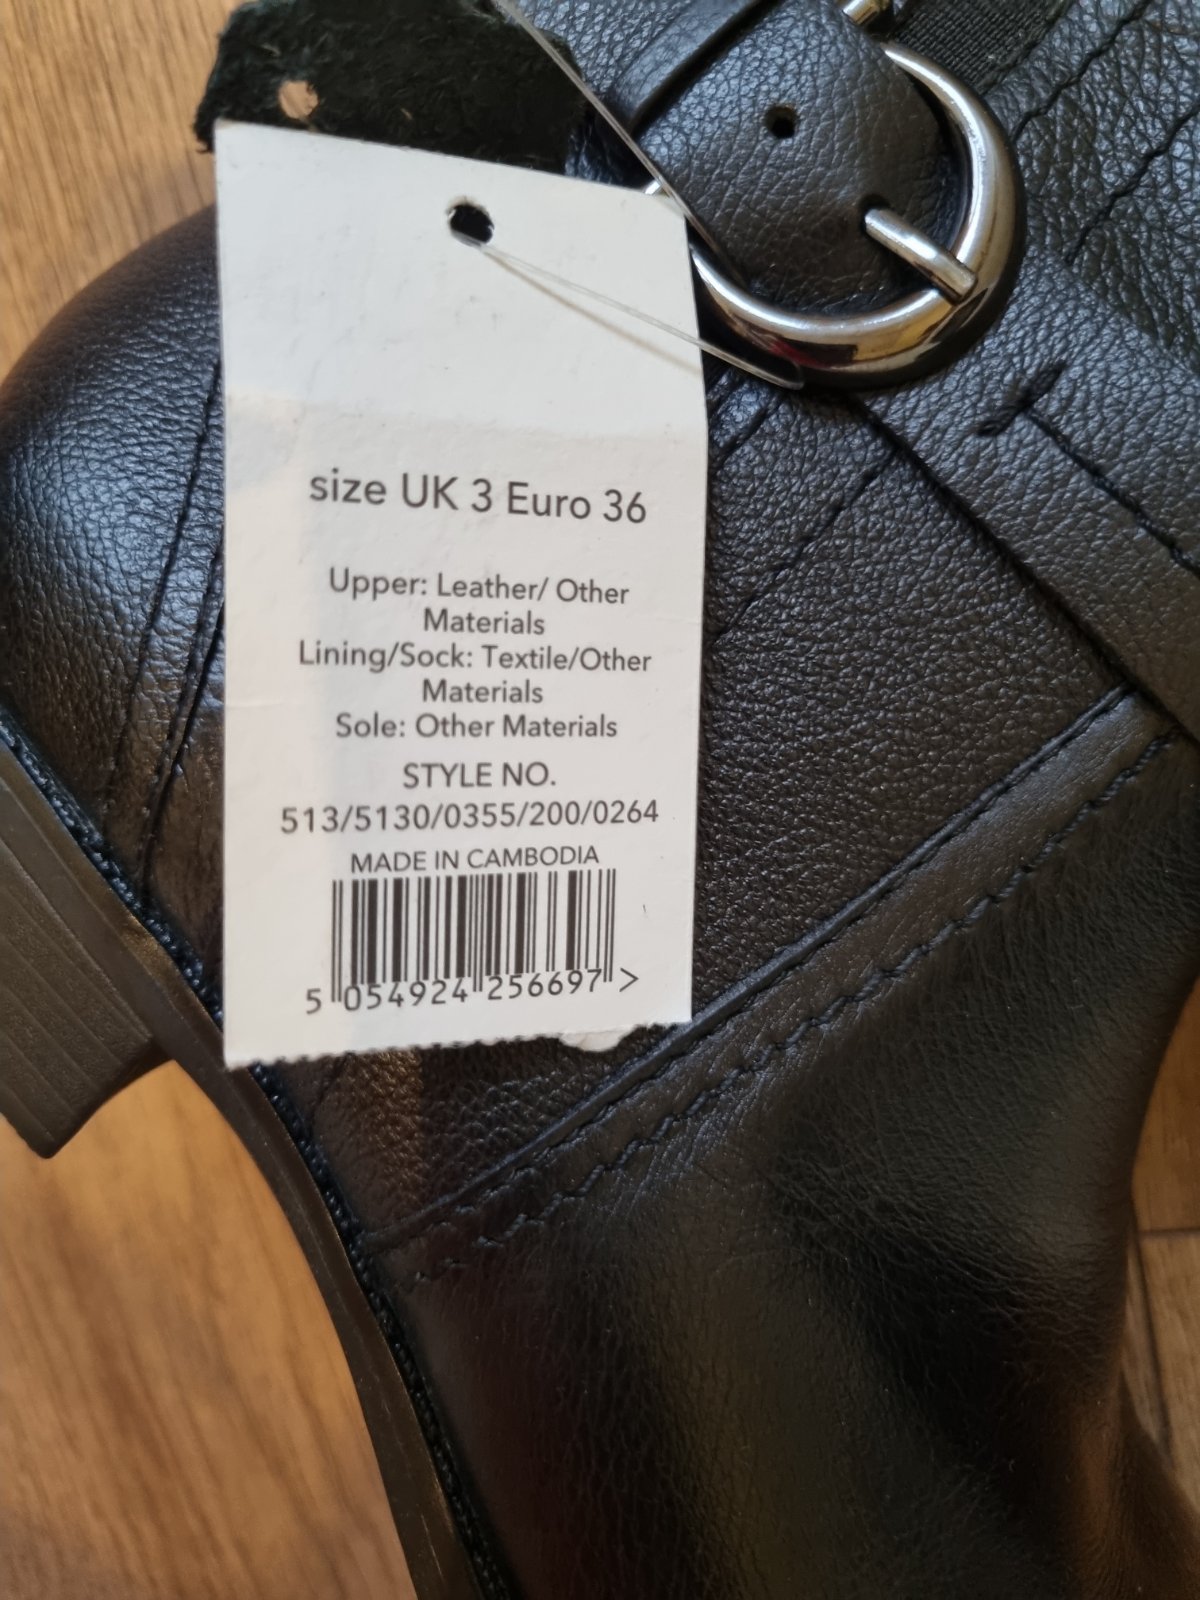 size UK 3 Euro 36
Upper: Leather/ Other
Materials
Lining/Sock: Textile/Other
Materials
Sole: Other Materials
STYLE NO.
513/5130/0355/200/0264
MADE IN CAMBODIA
5 054924 256697 >